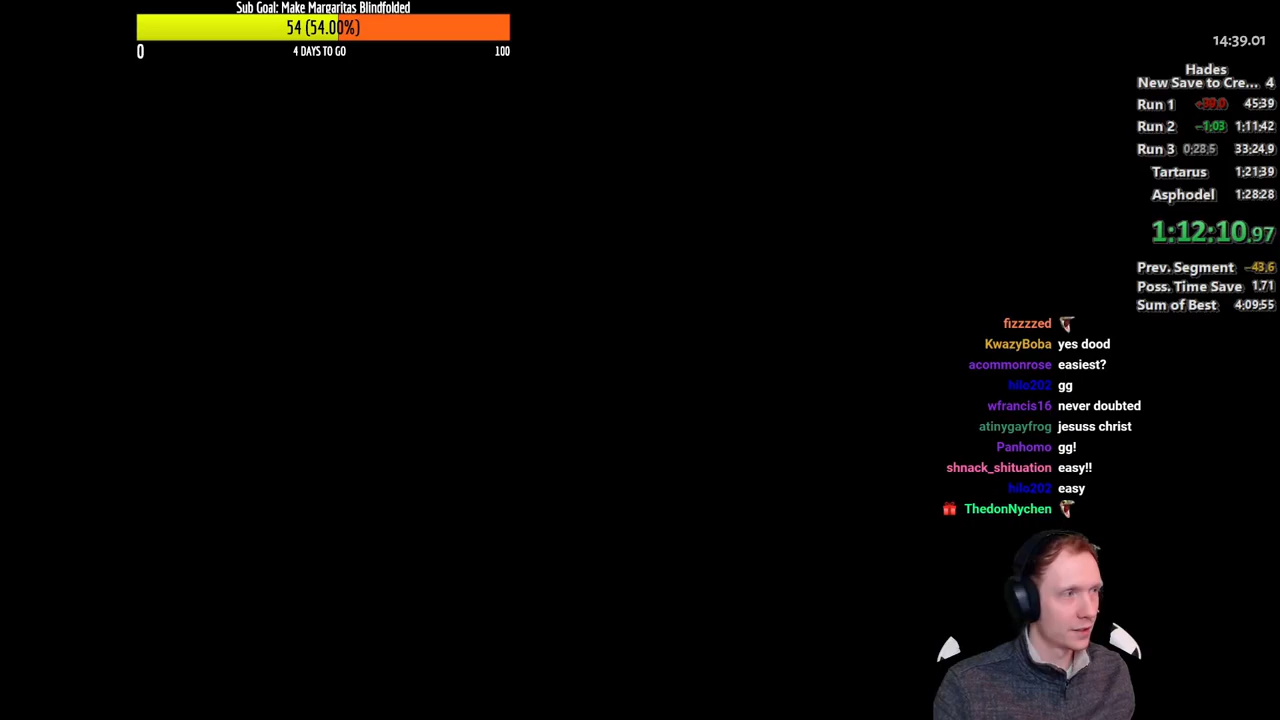 Sub Goal: Make Margaritas Blindfolded
54 (54.00%)
0 4 DAYS TO GO 100
14:39.01
Hades
New Save to Cre... 4
Run 1 45:39
Run 2 -1:03 1:11:42
Run 3 0:28.5 33:24.9
Tartarus 1:21:39
Asphodel 1:28:28
1:12:10.97
Prev. Segment -43.6
Poss. Time Save 1.71
Sum of Best 4:09:55
fizzzzed
KwazyBoba yes dood
acommonrose easiest?
hilo202 gg
wfrancis16 never doubted
atinygayfrog jesuss christ
Panhomo gg!
shnack_shituation easy!!
hilo202 easy
ThedonNychen